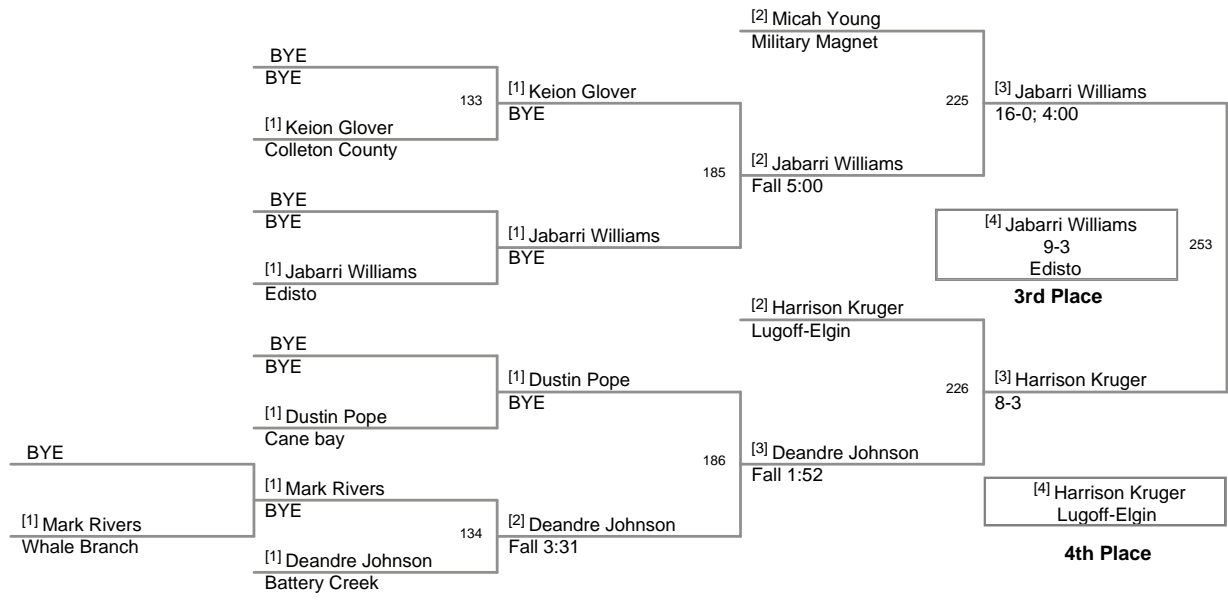 [2] Micah Young
Military Magnet
BYE
BYE
133
[1] Keion Glover
BYE
225
[3] Jabarri Williams
16-0; 4:00
[1] Keion Glover
Colleton County
185
[2] Jabarri Williams
Fall 5:00
BYE
BYE
[1] Jabarri Williams
BYE
[4] Jabarri Williams
9-3
Edisto
253
3rd Place
[1] Jabarri Williams
Edisto
[2] Harrison Kruger
Lugoff-Elgin
BYE
BYE
[1] Dustin Pope
BYE
226
[3] Harrison Kruger
8-3
[1] Dustin Pope
Cane bay
BYE
186
[3] Deandre Johnson
Fall 1:52
[1] Mark Rivers
BYE
[4] Harrison Kruger
Lugoff-Elgin
[1] Mark Rivers
Whale Branch
134
[2] Deandre Johnson
Fall 3:31
4th Place
[1] Deandre Johnson
Battery Creek